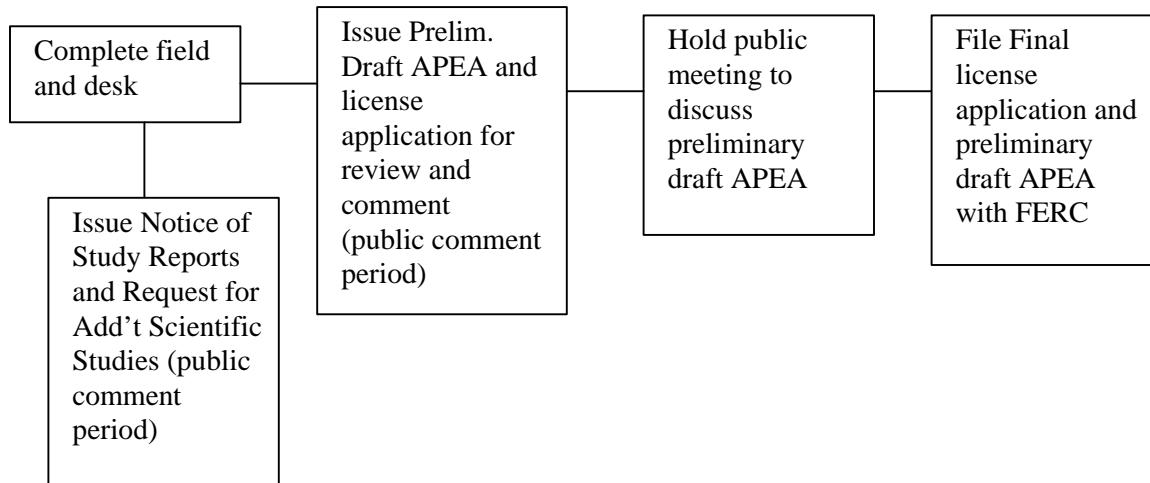 Complete field
and desk
Issue Notice of
Study Reports
and Request for
Add’t Scientific
Studies (public
comment
period)
Issue Prelim.
Draft APEA and
license
application for
review and
comment
(public comment
period)
Hold public
meeting to
discuss
preliminary
draft APEA
File Final
license
application and
preliminary
draft APEA
with FERC